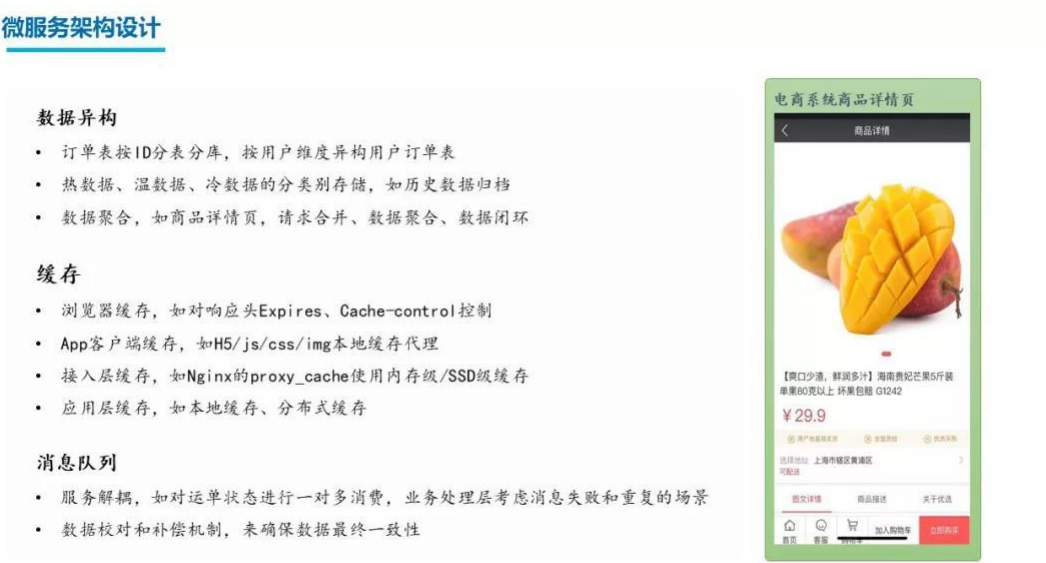 微服务架构设计
数据异构
• 订单表按ID分表分库，按用户维度异构用户订单表
• 热数据、温数据、冷数据的分类别存储，如历史数据归档
• 数据聚合，如商品详情页，请求合并、数据聚合、数据闭环
缓存
• 浏览器缓存，如对响应头Expires、Cache-control控制
• App客户端缓存，如H5/js/css/img本地缓存代理
• 接入层缓存，如Nginx的proxy_cache使用内存级/SSD级缓存
• 应用层缓存，如本地缓存、分布式缓存
消息队列
• 服务解耦，如对运单状态进行一对多消费，业务处理层考虑消息失败和重复的场景
• 数据校对和补偿机制，来确保数据最终一致性
电商系统商品详情页
商品详情
【爽口少渣，鲜润多汁】海南贵妃芒果5斤装
单果80克以上 坏果包赔 G1242
¥29.9
选择地址 上海市辖区黄浦区
可配送
图文详情 商品描述 关于优选
首页 客服 加入购物车 立即购买